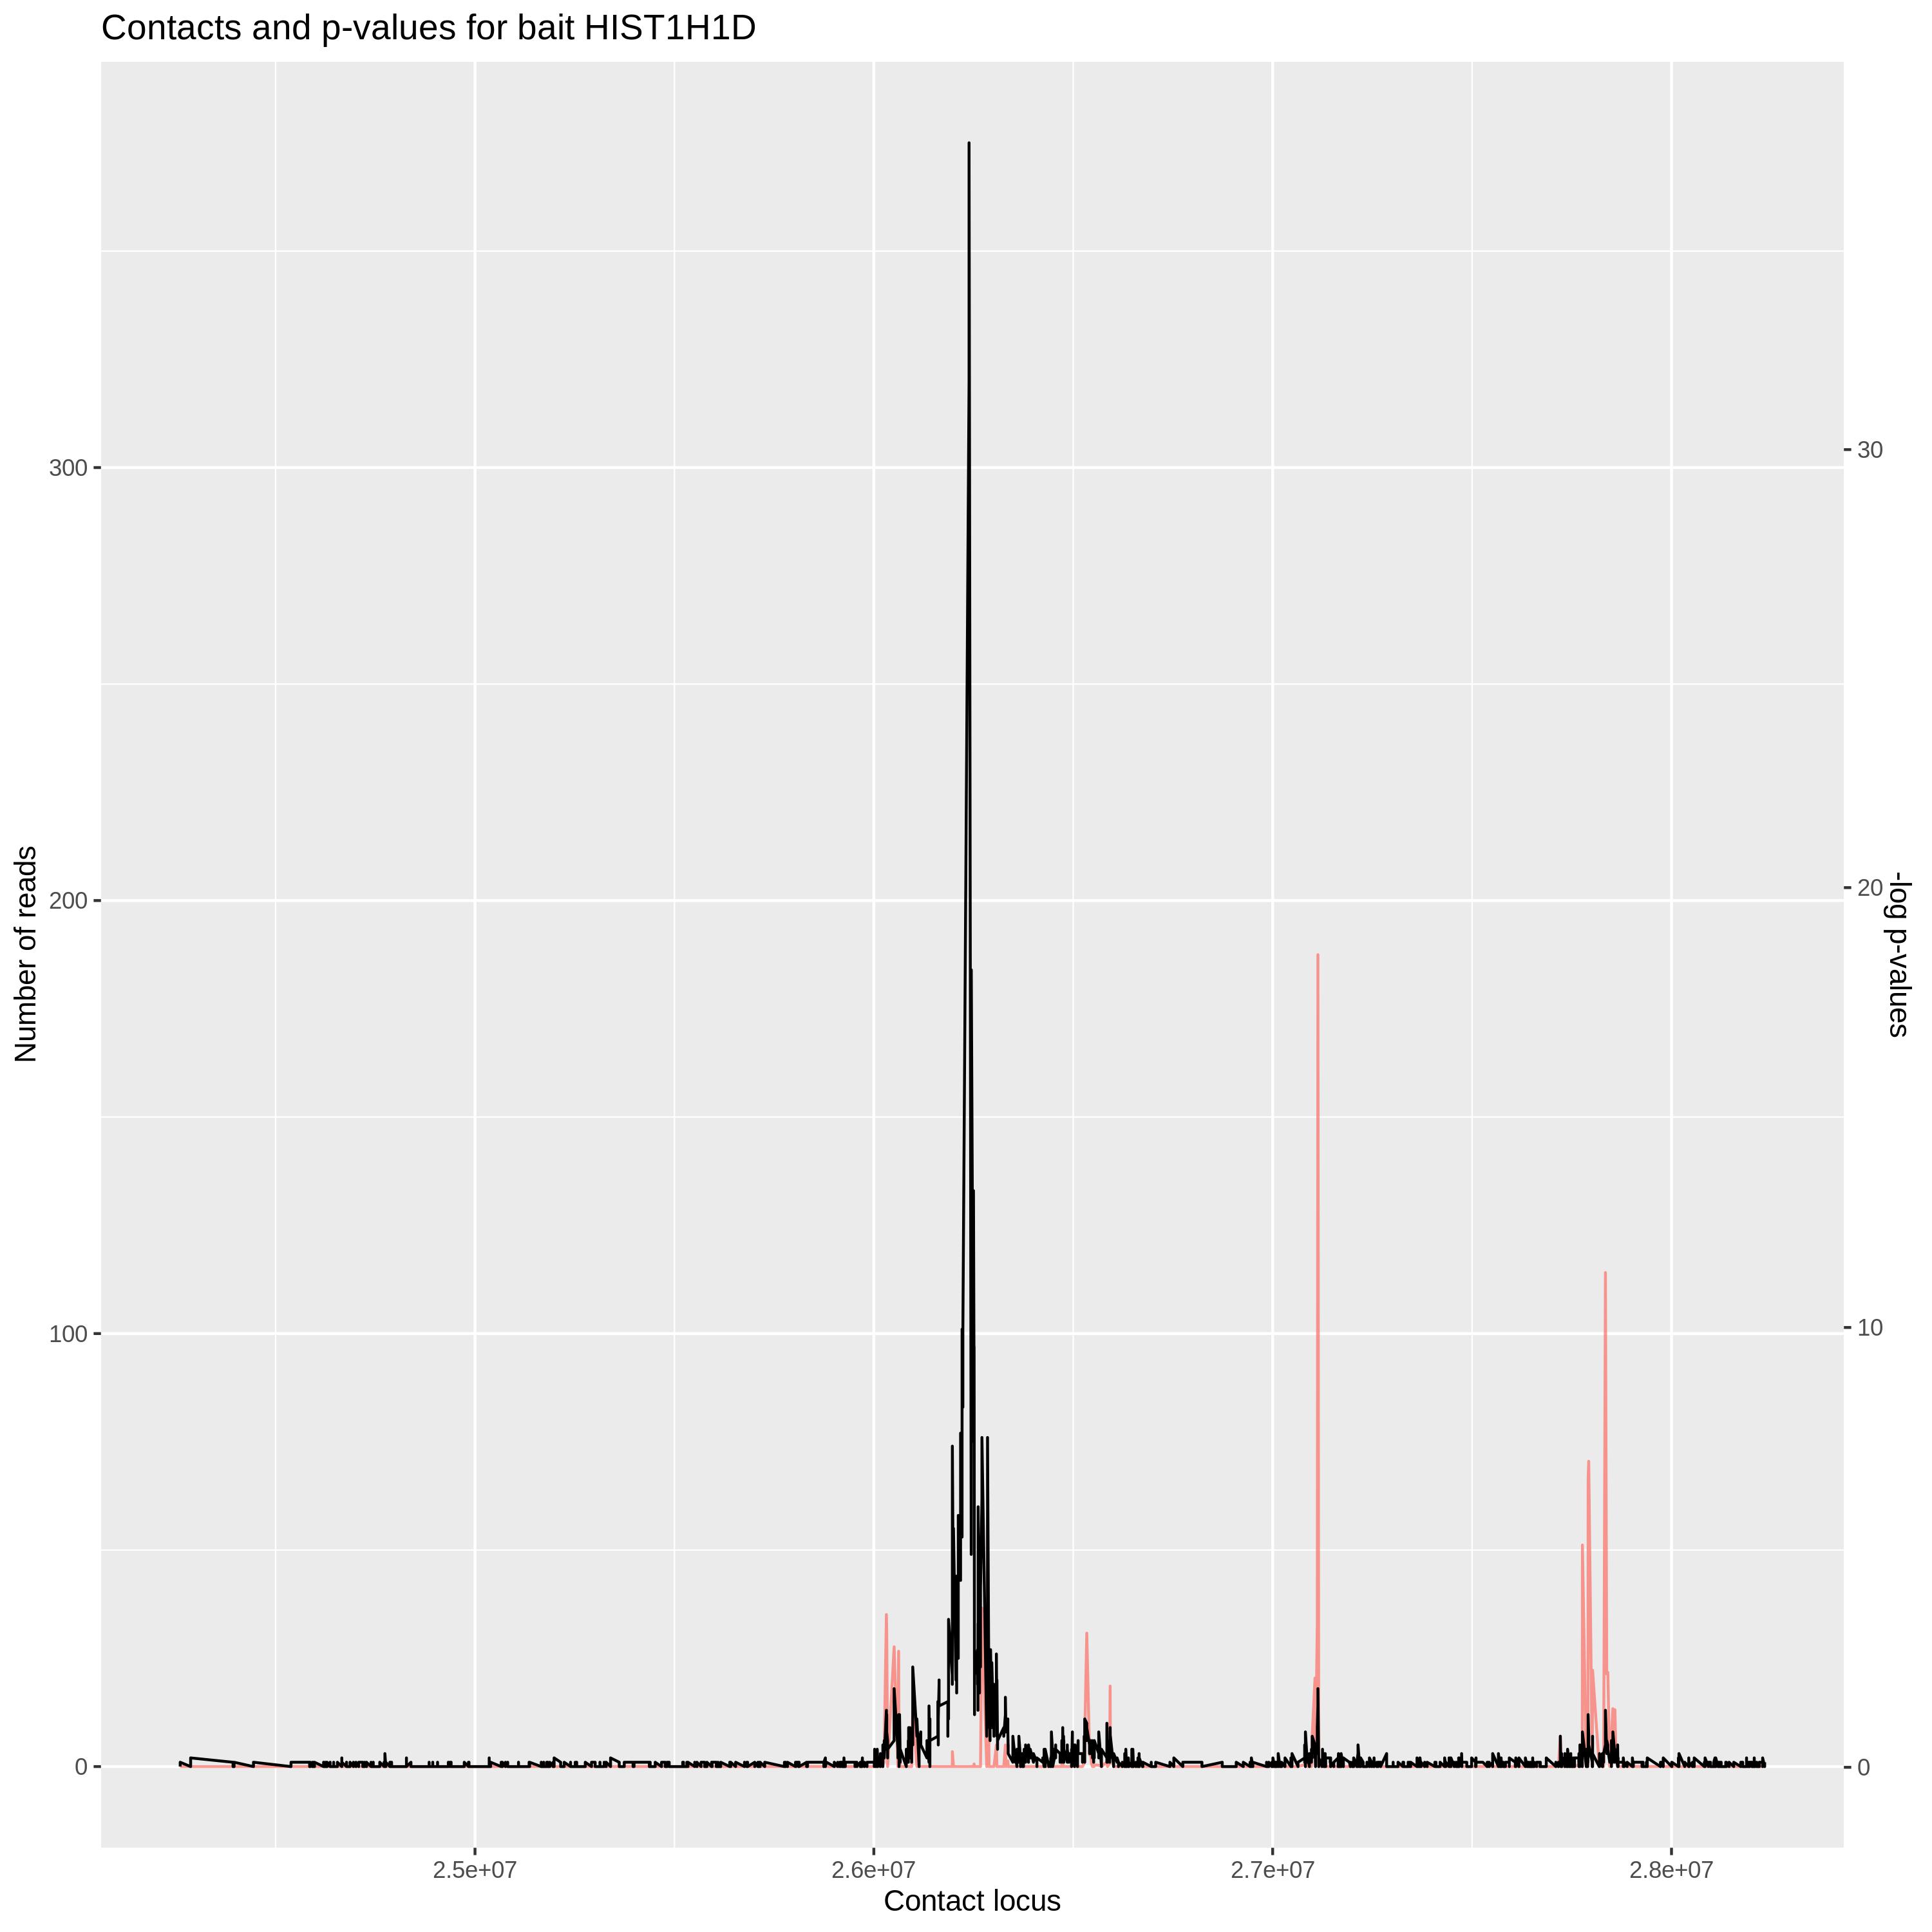 Contacts and p-values for bait HIST1H1D
Number of reads
300
200
100
0
30
20
10
0
-log p-values
2.5e+07
2.6e+07
2.7e+07
2.8e+07
Contact locus